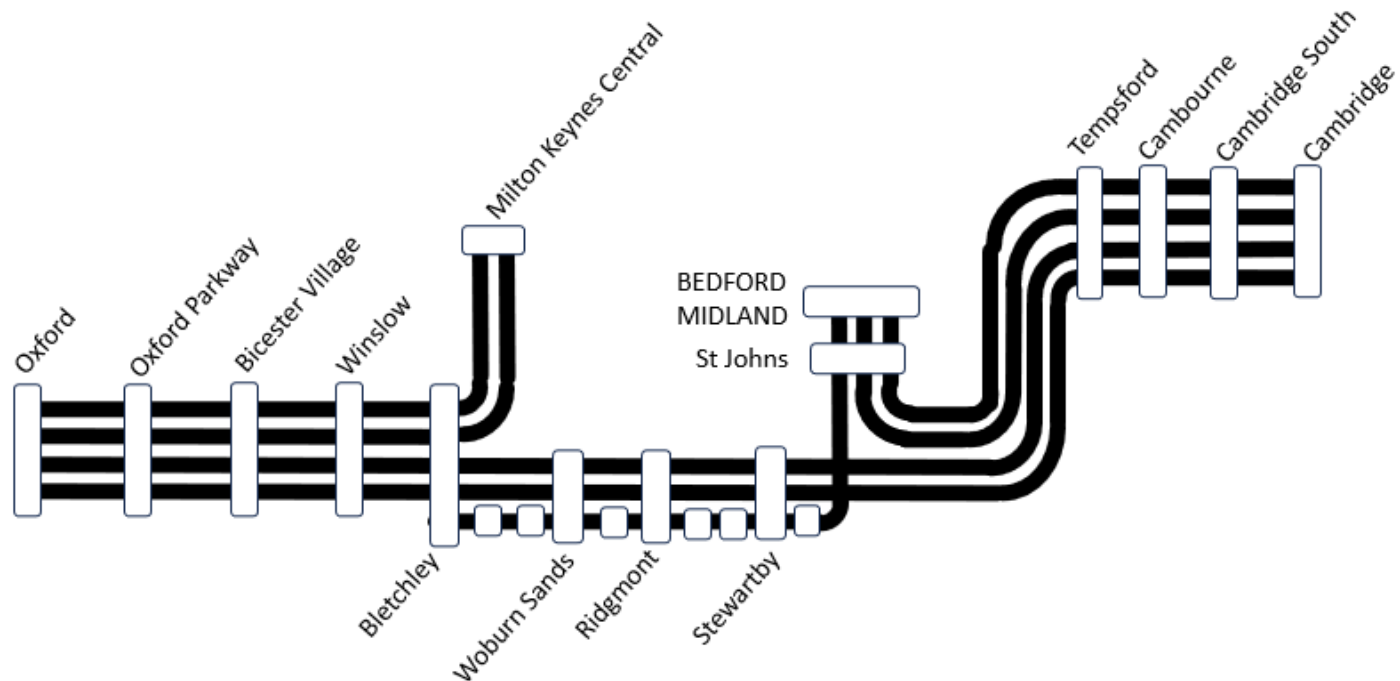 Oxford
Oxford Parkway
Bicester Village
Winslow
Milton Keynes Central
BEDFORD
MIDLAND
St Johns
Tempsford
Cambourne
Cambridge South
Cambridge
Bletchley
Woburn Sands
Ridgmont
Stewartby